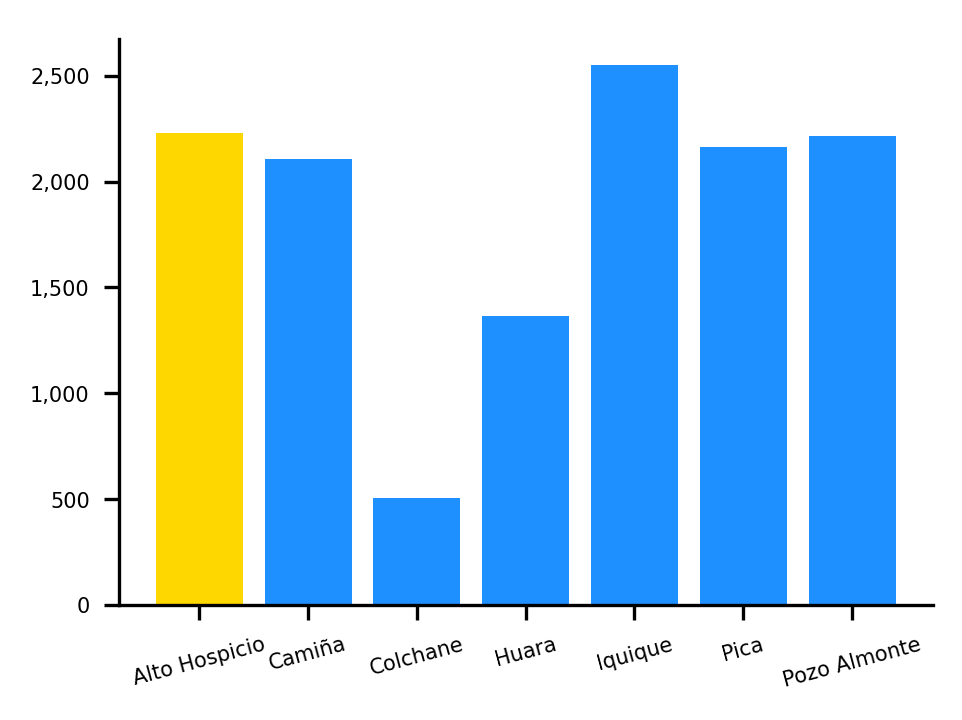 2,500
2,000
1,500
1,000
500
0
Alto Hospicio
Camiña
Colchane
Huara
Iquique
Pica
Pozo Almonte